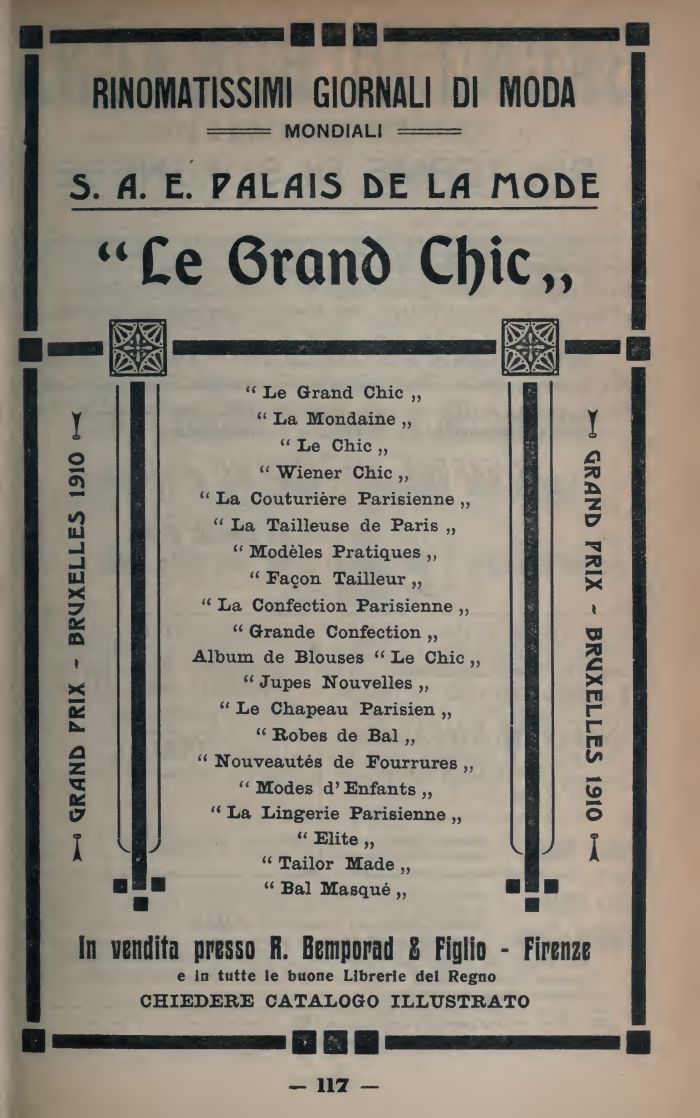 RINOMATISSIMI GIORNALI DI MODA
MONDIALI
S. A. E. PALAIS DE LA MODE
“Le Grand Chic„
GRAND PRIX - BRUXELLES 1910
“ Le Grand Chic „
“ La Mondaine „
“ Le Chic „
“ Wiener Chic „
“ La Couturière Parisienne „
“ La Tailleuse de Paris „
“ Modèles Pratiques „
“ Façon Tailleur „
“ La Confection Parisienne „
“ Grande Confection „
Album de Blouses “ Le Chic „
“ Jupes Nouvelles „
“ Le Chapeau Parisien „
“ Robes de Bal „
“ Nouveautés de Fourrures „
“ Modes d' Enfants „
“ La Lingerie Parisienne „
“ Elite „
“ Tailor Made „
“ Bal Masqué „
GRAND PRIX - BRUXELLES 1910
In vendita presso R. Bemporad & Figlio - Firenze
e in tutte le buone Librerie del Regno
CHIEDERE CATALOGO ILLUSTRATO
— 117 —